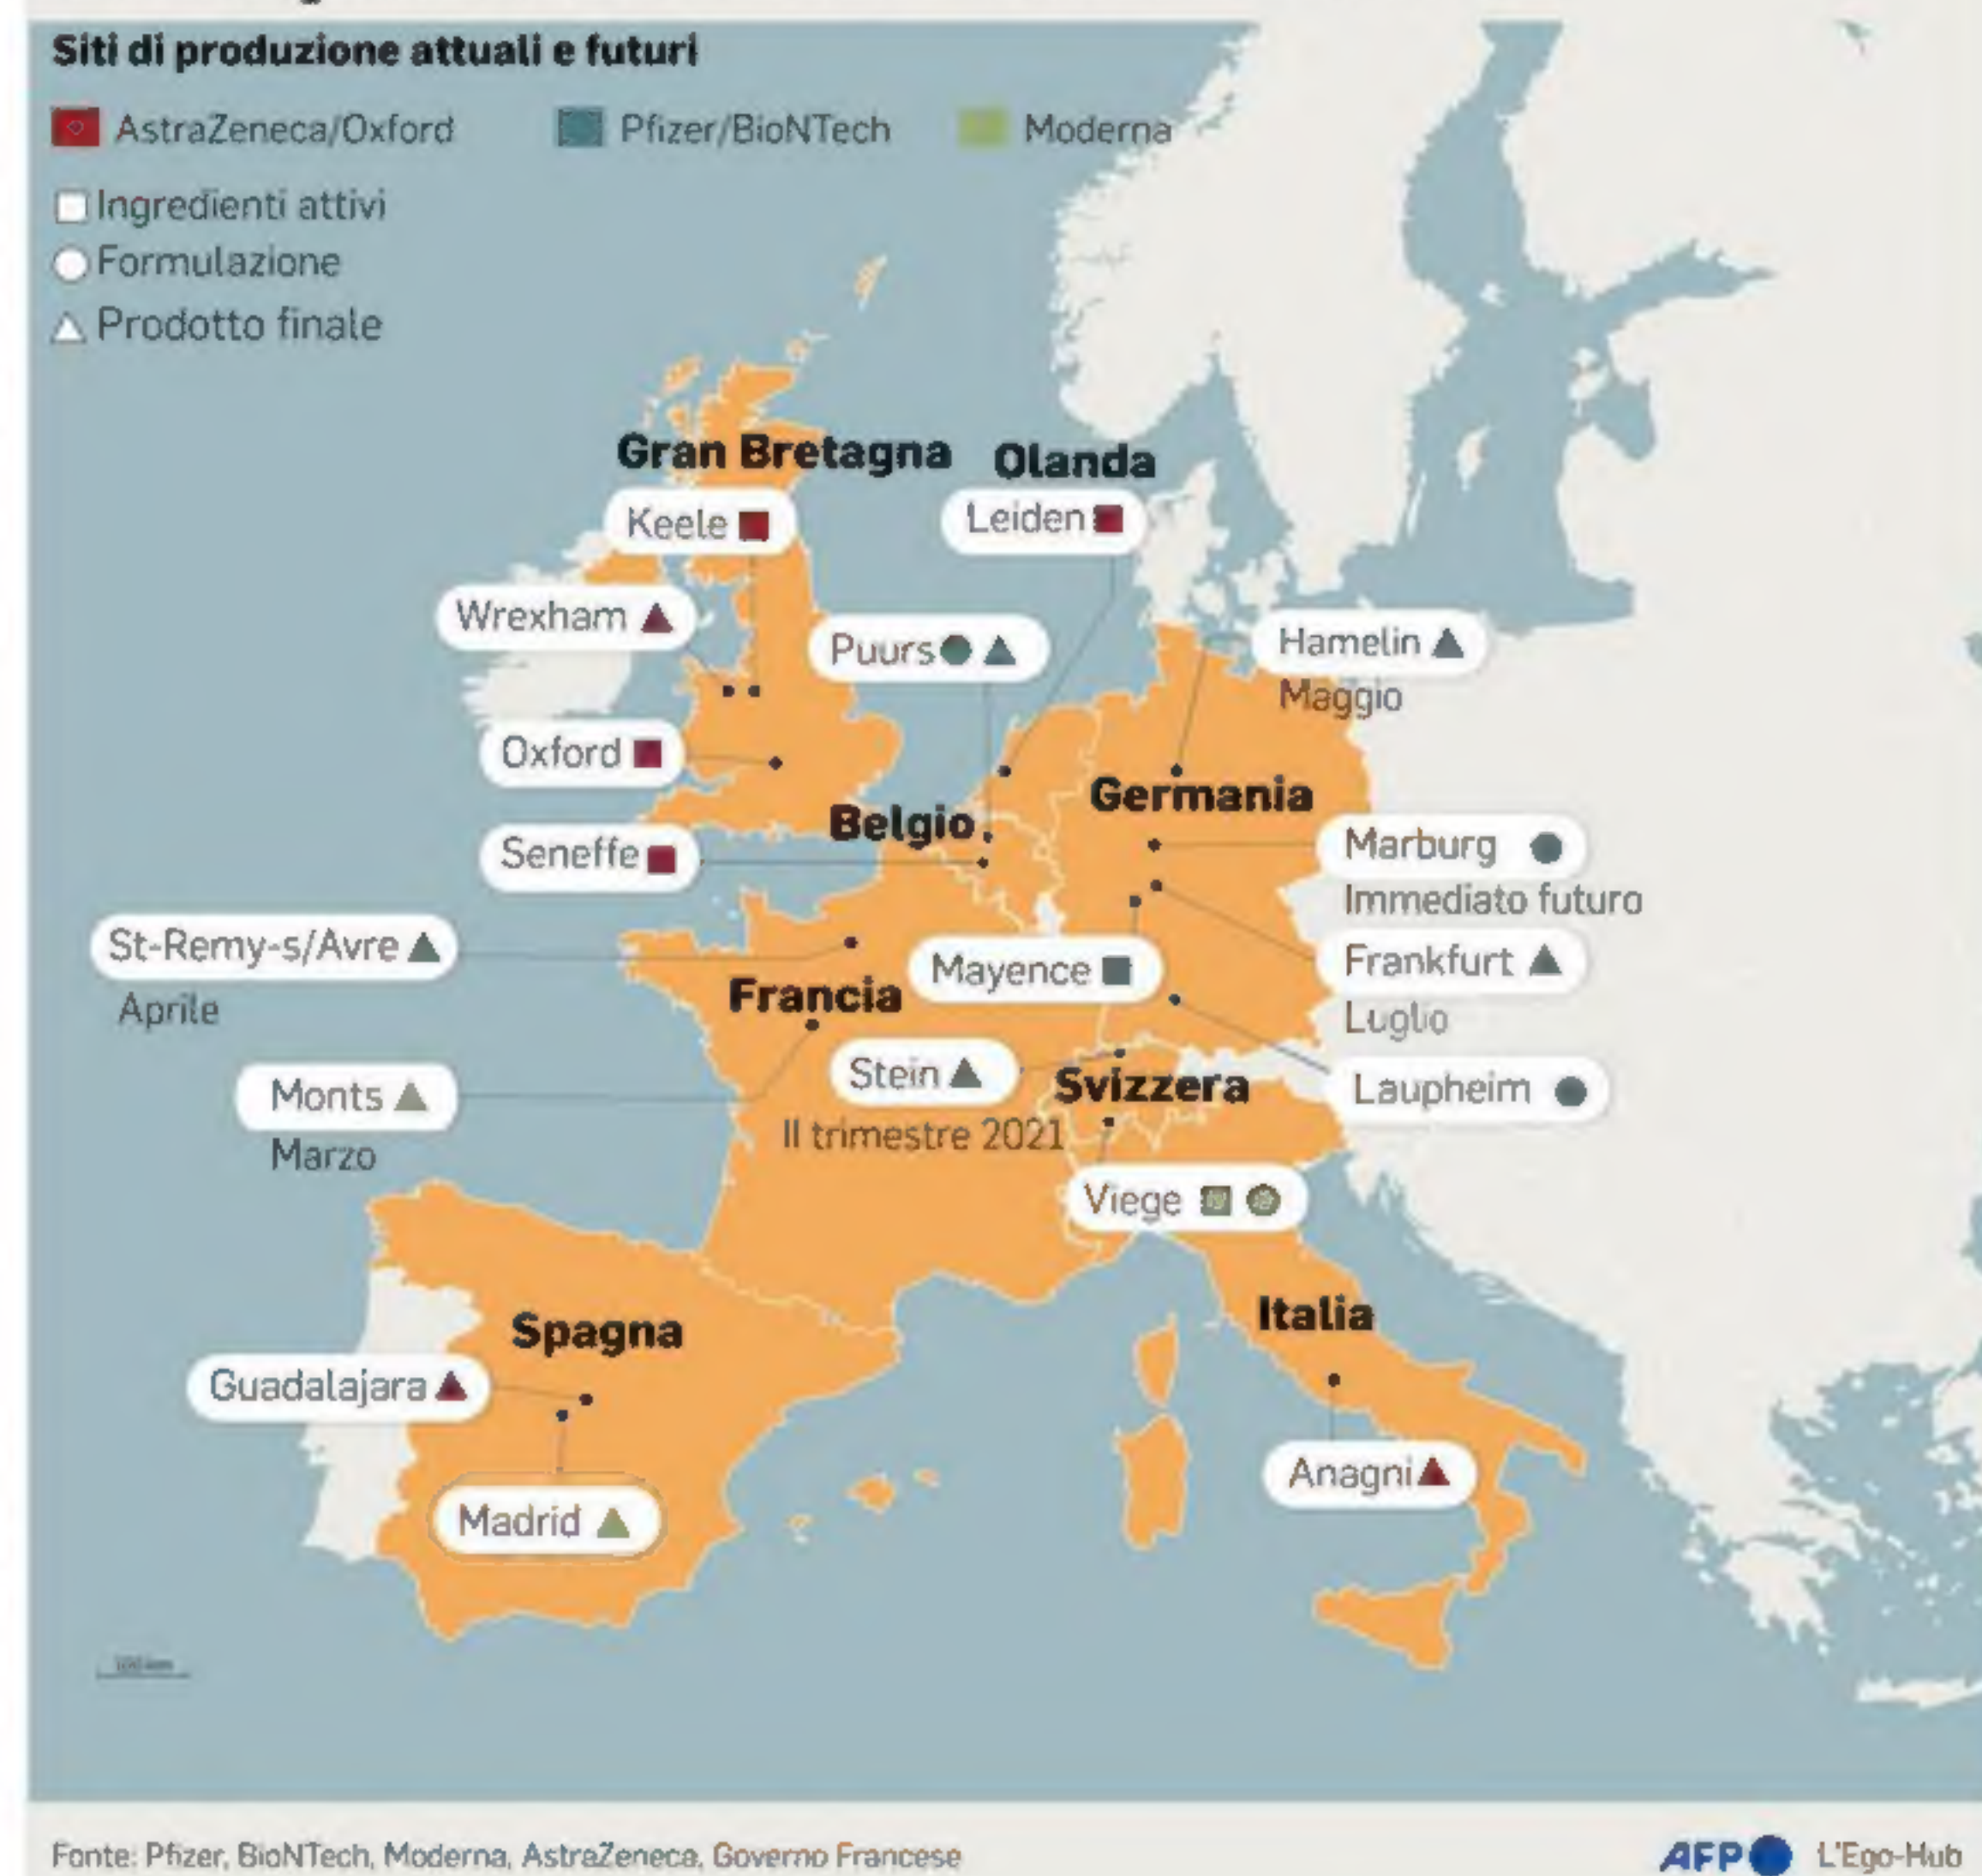 Siti di produzione attuali e futuri
AstraZeneca/Oxford Pfizer/BioNTech Moderna
Ingredienti attivi
Formulazione
Prodotto finale
Gran Bretagna
Olanda
Keele
Leiden
Wrexham
Puurs
Hamelin
Maggio
Oxford
Germania
Belgio
Seneffe
Marburg
Immediato futuro
St-Remy-s/Avre
Aprile
Mayence
Frankfurt
Luglio
Francia
Monts
Marzo
Stein
II trimestre 2021
Svizzera
Laupheim
Viege
Spagna
Italia
Guadalajara
Madrid
Anagni
Fonte: Pfizer, BioNTech, Moderna, AstraZeneca, Governo Francese
AFP L'Ego-Hub